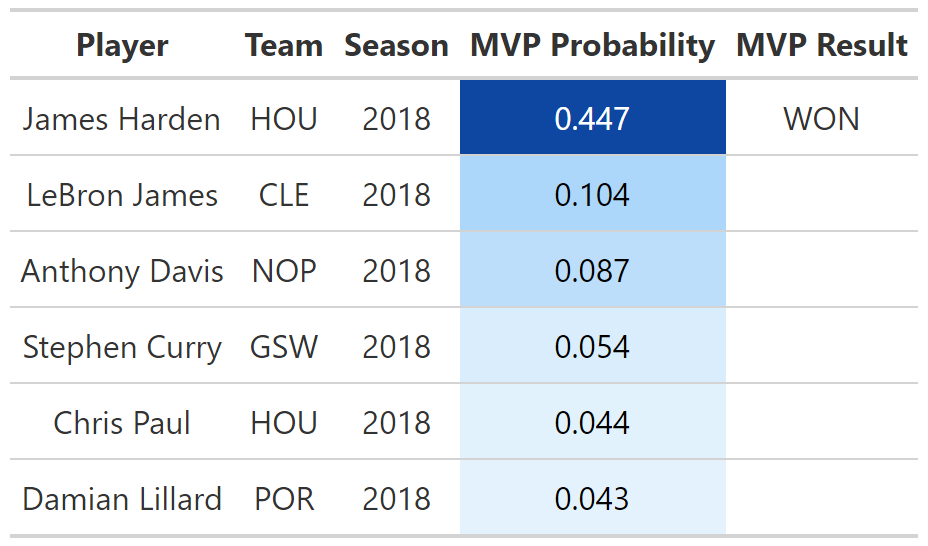 Player Team Season MVP Probability MVP Result
James Harden HOU 2018 0.447 WON
LeBron James CLE 2018 0.104
Anthony Davis NOP 2018 0.087
Stephen Curry GSW 2018 0.054
Chris Paul HOU 2018 0.044
Damian Lillard POR 2018 0.043